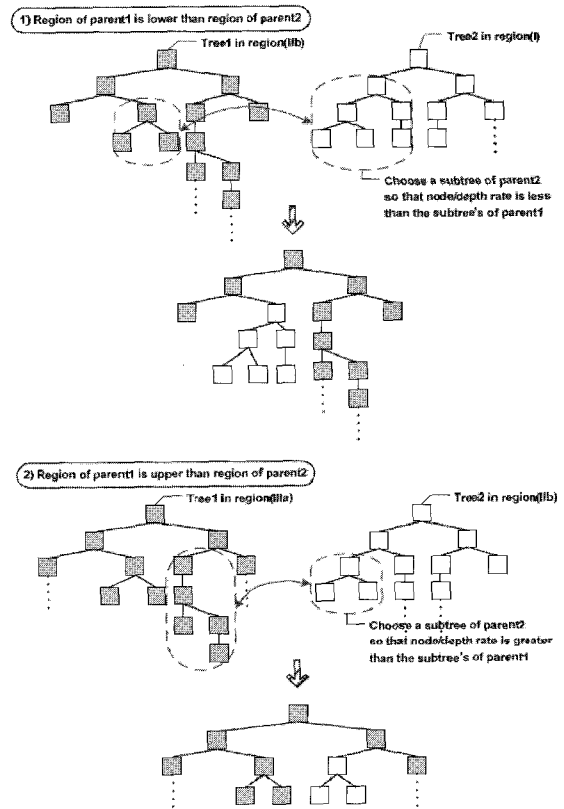 1) Region of parent1 is lower than region of parent2
Tree1 in region(IIIb)
Tree2 in region(I)
Choose a subtree of parent2
so that node/depth rate is less
than the subtree's of parent1
2) Region of parent1 is upper than region of parent2
Tree1 in region(IIIa)
Tree2 in region(IIb)
Choose a subtree of parent2
so that node/depth rate is greater
than the subtree's of parent1